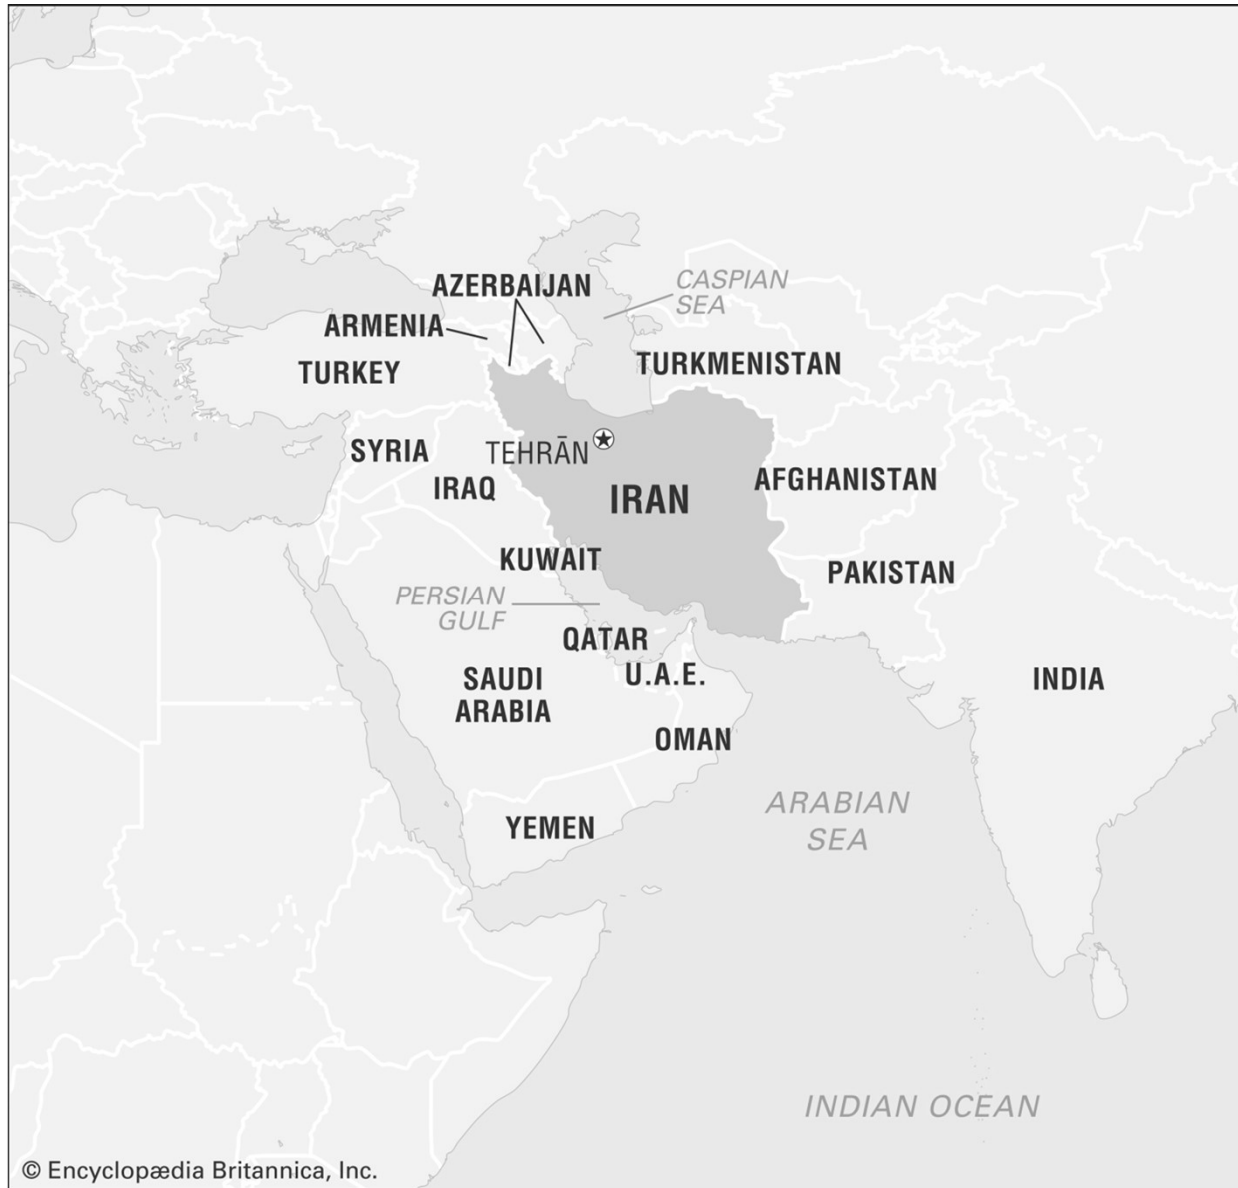 AZERBAIJAN
CASPIAN
SEA
ARMENIA
TURKEY
TURKMENISTAN
SYRIA
TEHRĀN
IRAQ
IRAN
AFGHANISTAN
KUWAIT
PAKISTAN
PERSIAN
GULF
QATAR
U.A.E.
SAUDI
ARABIA
INDIA
OMAN
ARABIAN
SEA
YEMEN
INDIAN OCEAN
© Encyclopædia Britannica, Inc.